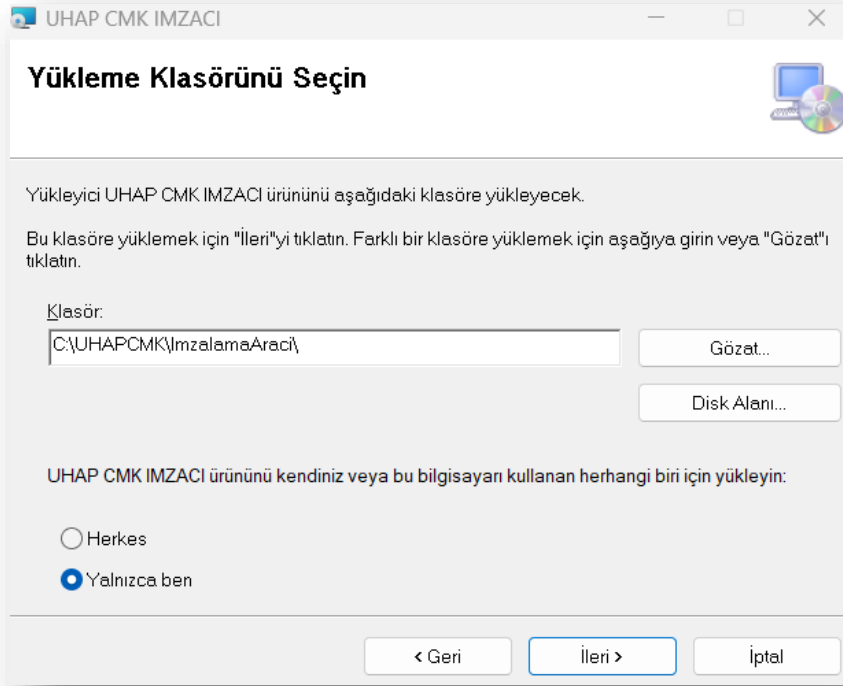 UHAP CMK IMZACI
Yükleme Klasörünü Seçin
Yükleyici UHAP CMK IMZACI ürününü aşağıdaki klasöre yükleyecek.
Bu klasöre yüklemek için "İleri"yi tıklatın. Farklı bir klasöre yüklemek için aşağıya girin veya "Gözat"ı
tıklatın.
Klasör:
C:\UHAPCMK\ImzalamaAraci\
Gözat...
Disk Alanı...
UHAP CMK IMZACI ürününü kendiniz veya bu bilgisayarı kullanan herhangi biri için yükleyin:
Herkes
Yalnızca ben
< Geri
İleri >
İptal